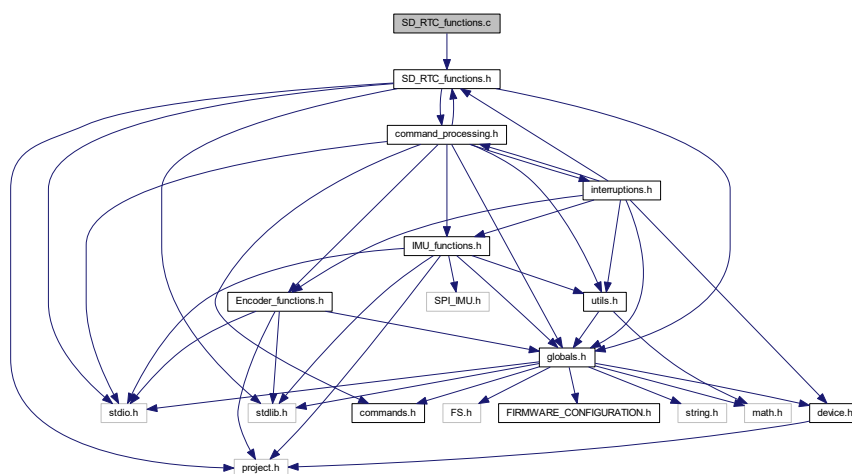 SD_RTC_functions.c
SD_RTC_functions.h
command_processing.h
interruptions.h
IMU_functions.h
Encoder_functions.h
SPI_IMU.h
utils.h
globals.h
stdio.h
stdlib.h
commands.h
FS.h
FIRMWARE_CONFIGURATION.h
string.h
math.h
device.h
project.h